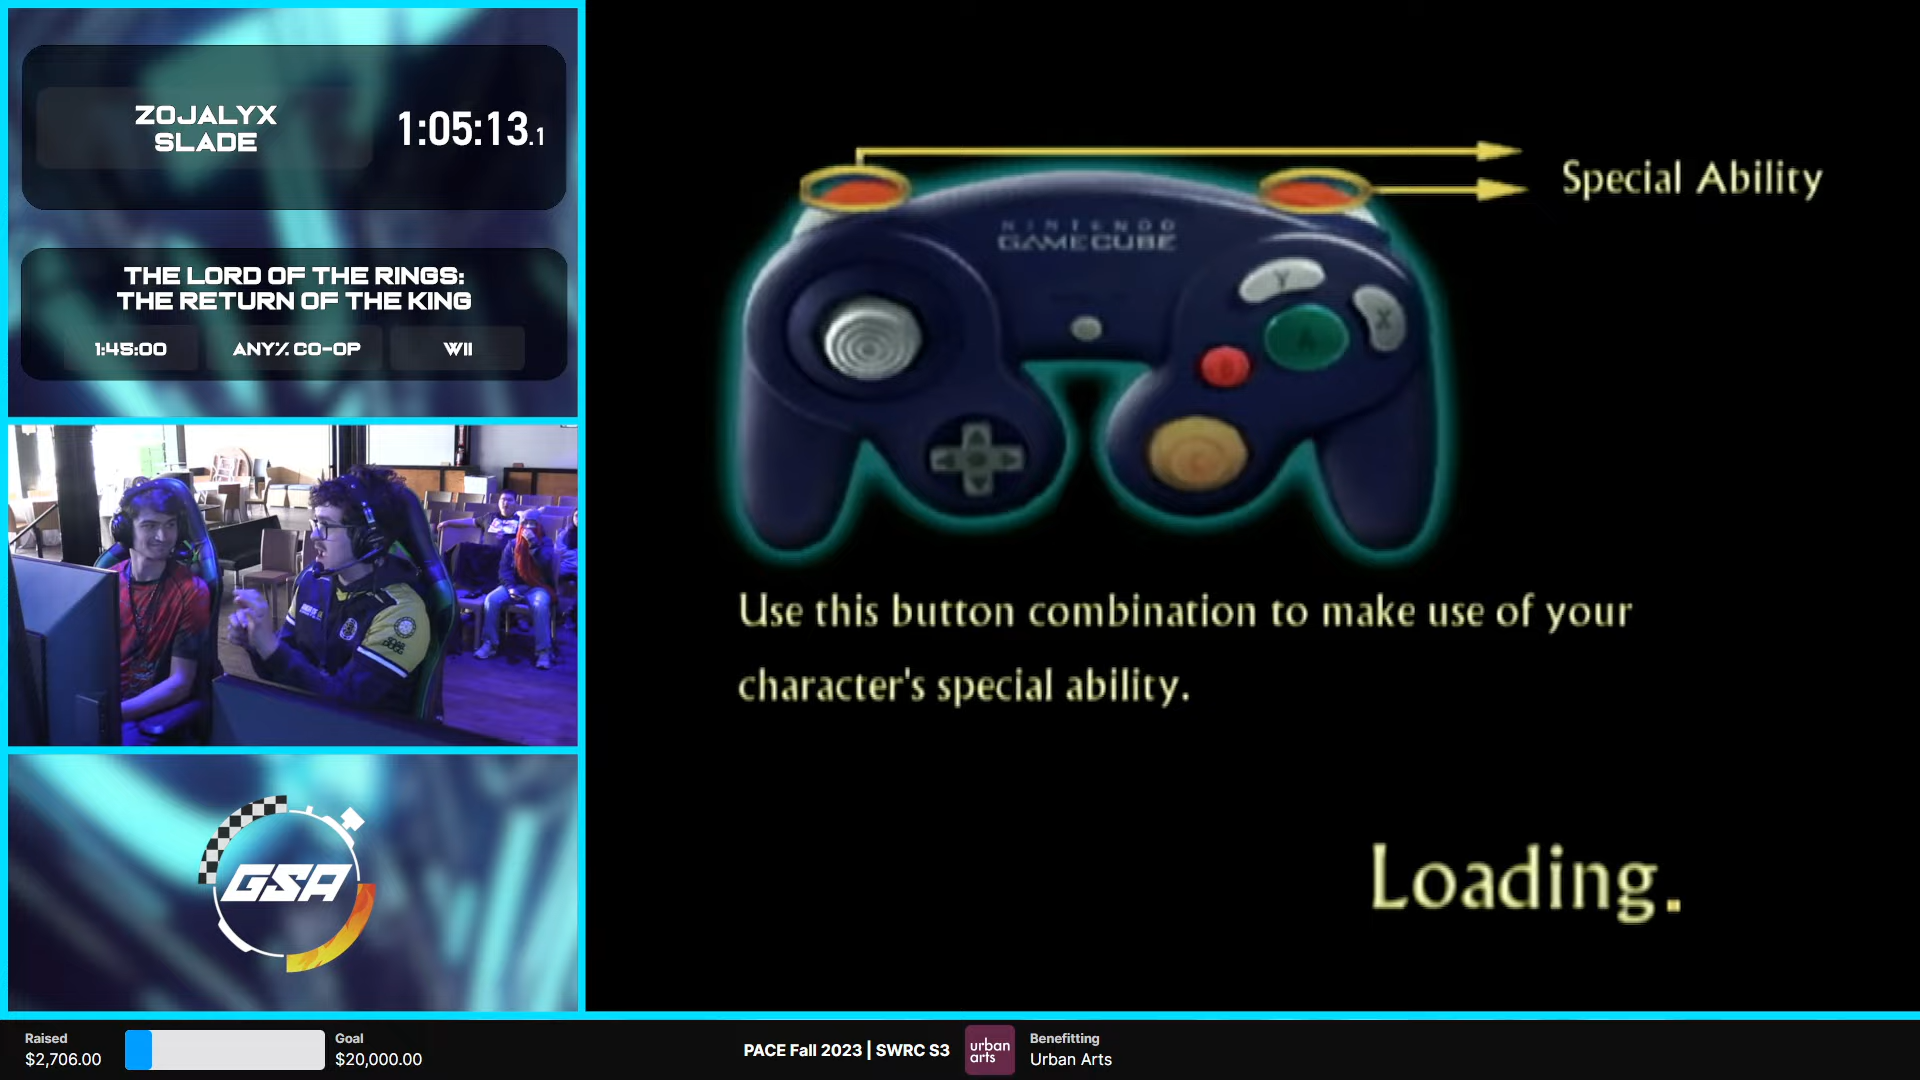 ZOJALYX
SLADE
1:05:13.1
THE LORD OF THE RINGS:
THE RETURN OF THE KING
1:45:00
ANY% CO-OP
WII
GSA
Special Ability
NINTENDO
GAMECUBE
Y
X
A
B
C
Use this button combination to make use of your
character's special ability.
Loading.
Raised
$2,706.00
Goal
$20,000.00
PACE Fall 2023 | SWRC S3
urban
arts
Benefitting
Urban Arts